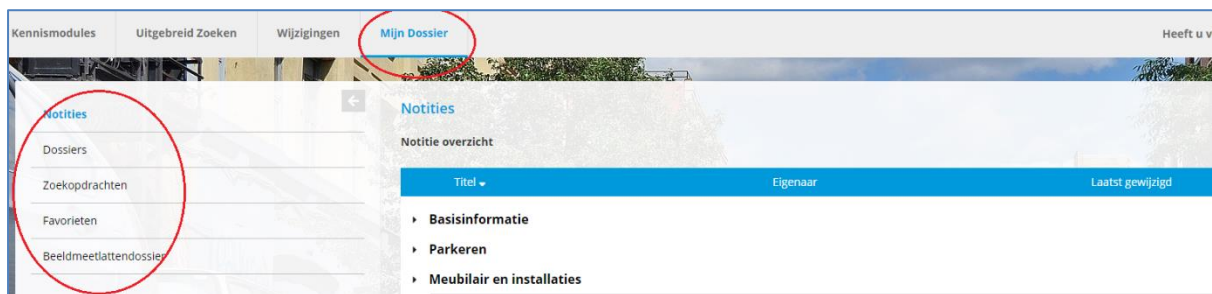 Kennismodules Uitgebreid Zoeken Wijzigingen Mijn Dossier Heeft u v
Notities
Dossiers
Zoekopdrachten
Favorieten
Beeldmeetlattendossier
Notities
Notitie overzicht
Titel Eigenaar Laatst gewijzigd
Basisinformatie
Parkeren
Meubilair en installaties